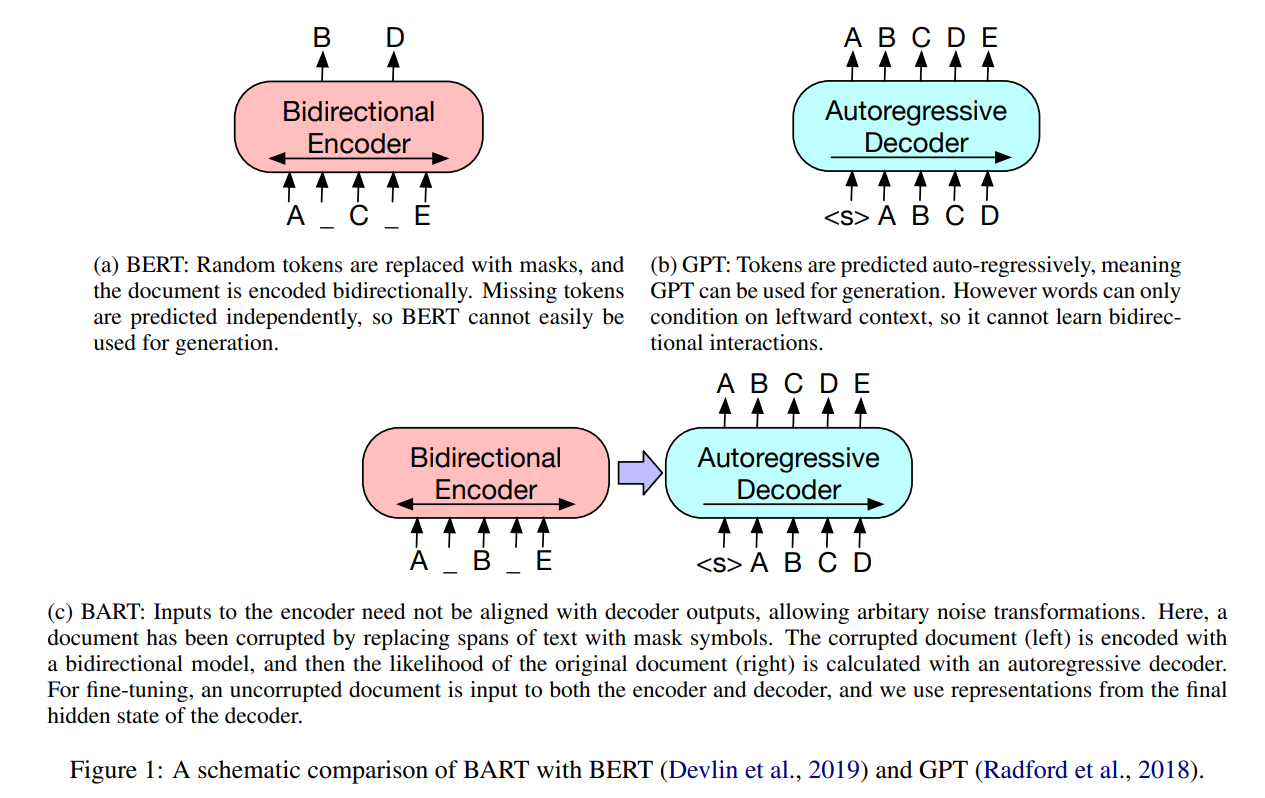 B D
Bidirectional
Encoder
A _ C _ E
(a) BERT: Random tokens are replaced with masks, and
the document is encoded bidirectionally. Missing tokens
are predicted independently, so BERT cannot easily be
used for generation.
A B C D E
Autoregressive
Decoder
<s> A B C D
(b) GPT: Tokens are predicted auto-regressively, meaning
GPT can be used for generation. However words can only
condition on leftward context, so it cannot learn bidirec-
tional interactions.
Bidirectional
Encoder
A _ B _ E
A B C D E
Autoregressive
Decoder
<s> A B C D
(c) BART: Inputs to the encoder need not be aligned with decoder outputs, allowing arbitary noise transformations. Here, a
document has been corrupted by replacing spans of text with mask symbols. The corrupted document (left) is encoded with
a bidirectional model, and then the likelihood of the original document (right) is calculated with an autoregressive decoder.
For fine-tuning, an uncorrupted document is input to both the encoder and decoder, and we use representations from the final
hidden state of the decoder.
Figure 1: A schematic comparison of BART with BERT (Devlin et al., 2019) and GPT (Radford et al., 2018).